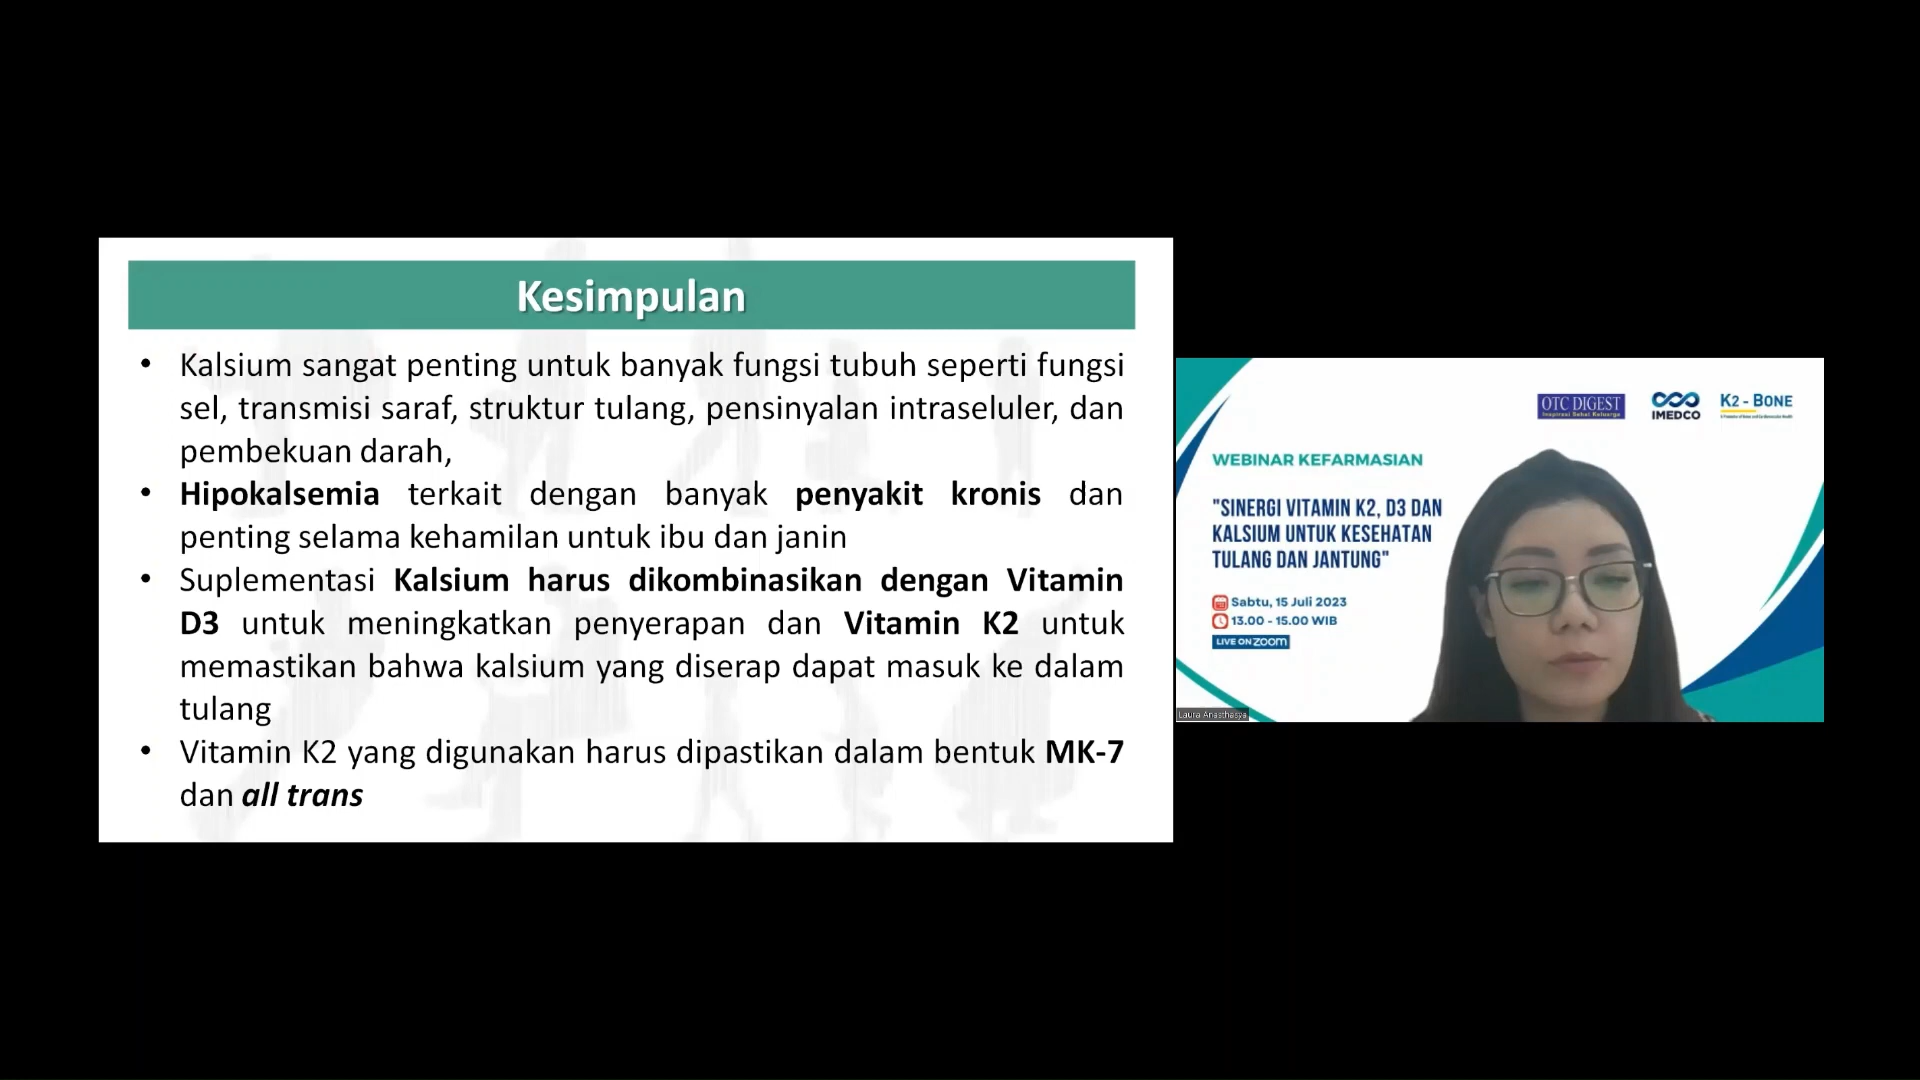 Kesimpulan
• Kalsium sangat penting untuk banyak fungsi tubuh seperti fungsi
sel, transmisi saraf, struktur tulang, pensinyalan intraseluler, dan
pembekuan darah,
• Hipokalsemia terkait dengan banyak penyakit kronis dan
penting selama kehamilan untuk ibu dan janin
• Suplementasi Kalsium harus dikombinasikan dengan Vitamin
D3 untuk meningkatkan penyerapan dan Vitamin K2 untuk
memastikan bahwa kalsium yang diserap dapat masuk ke dalam
tulang
• Vitamin K2 yang digunakan harus dipastikan dalam bentuk MK-7
dan all trans
OTC DIGEST
Inspirasi Sehat Keluarga
IMEDCO
K2 - BONE
WEBINAR KEFARMASIAN
"SINERGI VITAMIN K2, D3 DAN
KALSIUM UNTUK KESEHATAN
TULANG DAN JANTUNG"
Sabtu, 15 Juli 2023
13.00 - 15.00 WIB
LIVE ON ZOOM
Laura Anasthasya